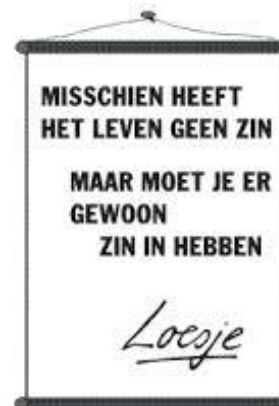 MISSCHIEN HEEFT
HET LEVEN GEEN ZIN
MAAR MOET JE ER
GEWOON
ZIN IN HEBBEN
Loesje